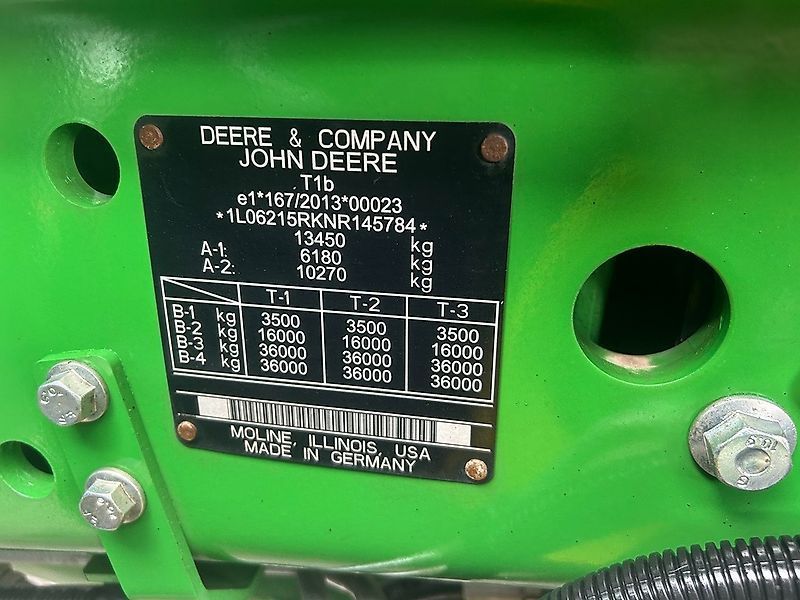 DEERE & COMPANY
JOHN DEERE
T1b
e1*167/2013*00023
*1L06215RKNR145784*
13450 kg
A-1: 6180 kg
A-2: 10270 kg
T-1 T-2 T-3
B-1 kg 3500 3500 3500
B-2 kg 16000 16000 16000
B-3 kg 36000 36000 36000
B-4 kg 36000 36000 36000
MOLINE, ILLINOIS, USA
MADE IN GERMANY